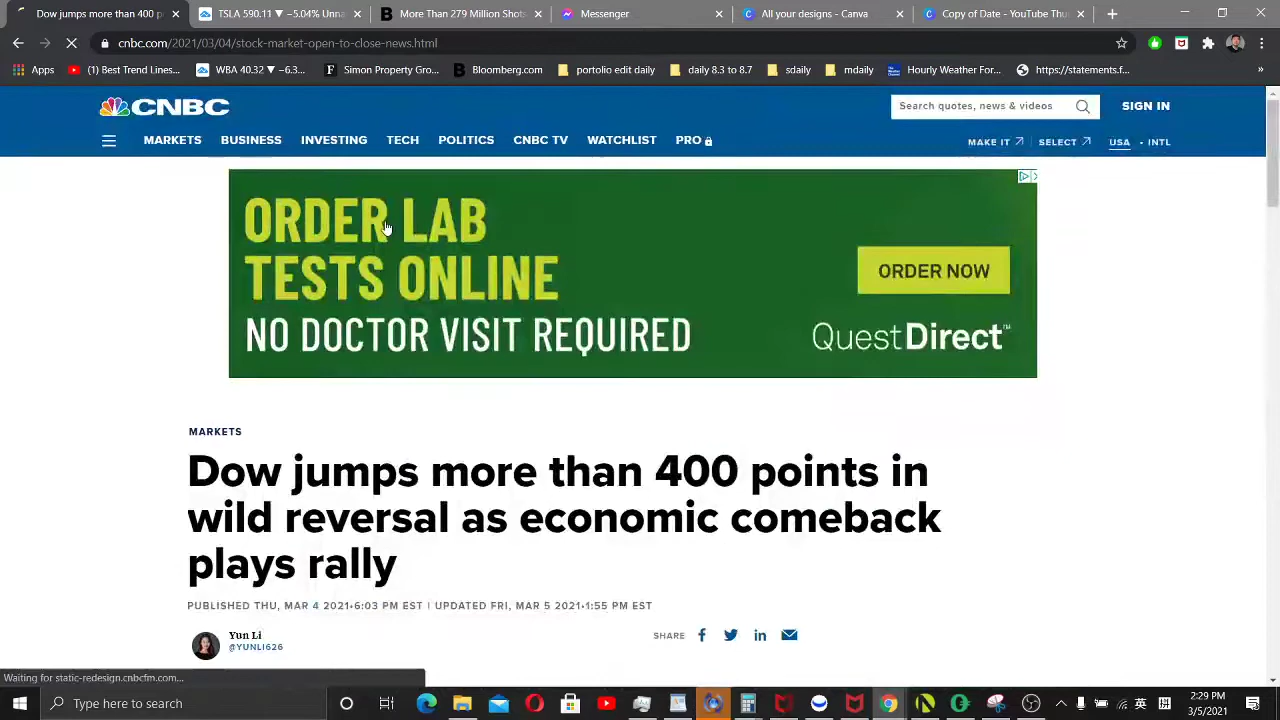 Dow jumps more than 400 points
TSLA 590.11 ▼ −5.04% Unna
More Than 279 Million Shots
Messenger
All your designs - Canva
Copy of Date - YouTube Thu
cnbc.com/2021/03/04/stock-market-open-to-close-news.html
Apps
(1) Best Trend Lines...
WBA 40.32 ▼ −6.3...
Simon Property Gro...
Bloomberg.com
portolio edit daily
daily 8.3 to 8.7
sdaily
mdaily
Hourly Weather For...
https://statements.f...
»
CNBC
Search quotes, news & videos
SIGN IN
MARKETS BUSINESS INVESTING TECH POLITICS CNBC TV WATCHLIST PRO
MAKE IT SELECT USA • INTL
ORDER LAB
TESTS ONLINE
NO DOCTOR VISIT REQUIRED
ORDER NOW
QuestDirect™
MARKETS
Dow jumps more than 400 points in
wild reversal as economic comeback
plays rally
PUBLISHED THU, MAR 4 2021•6:03 PM EST | UPDATED FRI, MAR 5 2021•1:55 PM EST
Yun Li
@YUNLI626
SHARE
Waiting for static-redesign.cnbcfm.com...
Type here to search
英
拼
2:29 PM
3/5/2021